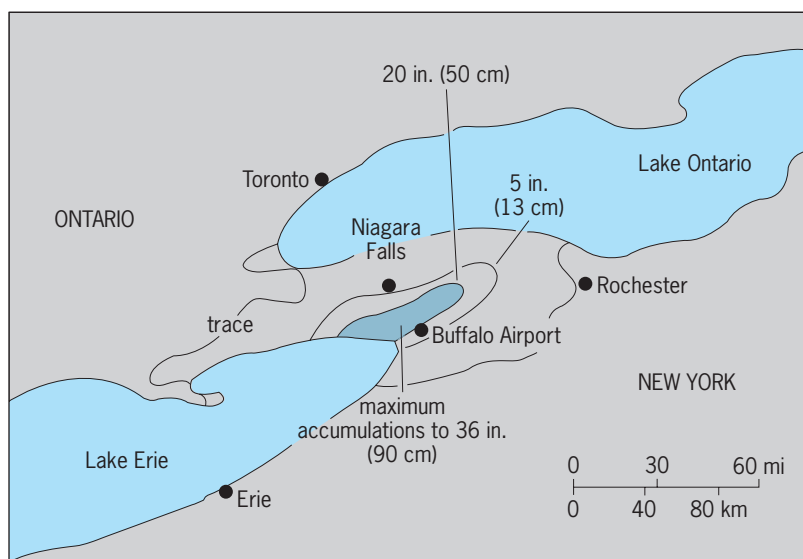 20 in. (50 cm)
Toronto
Lake Ontario
5 in.
(13 cm)
ONTARIO
Niagara
Falls
Rochester
trace
Buffalo Airport
NEW YORK
maximum
accumulations to 36 in.
(90 cm)
Lake Erie
Erie
0 30 60 mi
0 40 80 km